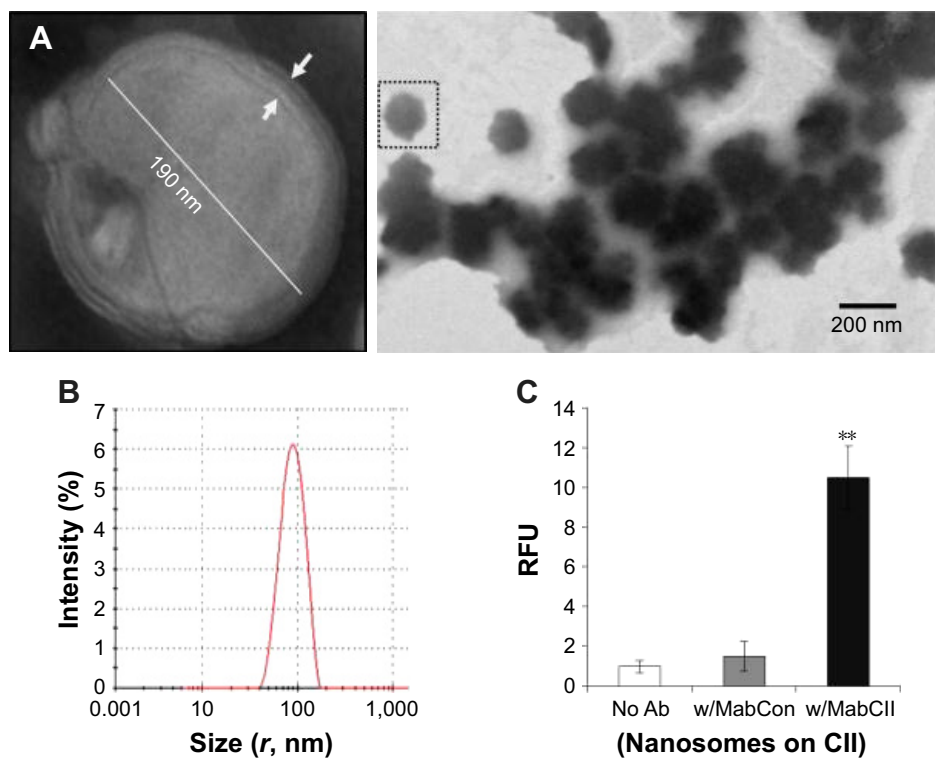 A
190 nm
200 nm
B
7
6
5
4
3
2
1
0
0.001 10 100 1,000
Intensity (%)
Size (r, nm)
C
14
12
10
8
6
4
2
0
**
RFU
No Ab w/MabCon w/MabCII
(Nanosomes on CII)